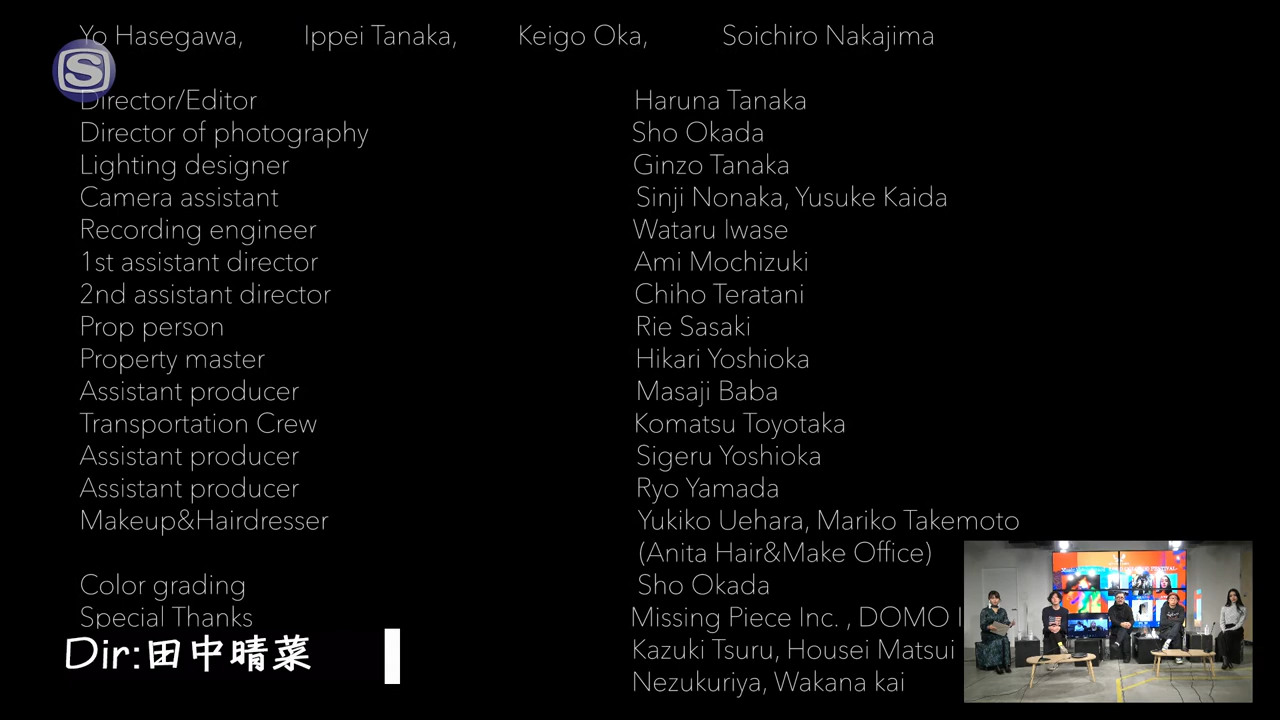 Yo Hasegawa, Ippei Tanaka, Keigo Oka, Soichiro Nakajima
S
Director/Editor Haruna Tanaka
Director of photography Sho Okada
Lighting designer Ginzo Tanaka
Camera assistant Sinji Nonaka, Yusuke Kaida
Recording engineer Wataru Iwase
1st assistant director Ami Mochizuki
2nd assistant director Chiho Teratani
Prop person Rie Sasaki
Property master Hikari Yoshioka
Assistant producer Masaji Baba
Transportation Crew Komatsu Toyotaka
Assistant producer Sigeru Yoshioka
Assistant producer Ryo Yamada
Makeup&Hairdresser Yukiko Uehara, Mariko Takemoto
(Anita Hair&Make Office)
Color grading Sho Okada
Special Thanks Missing Piece Inc. , DOMO
Dir:田中晴菜
Kazuki Tsuru, Housei Matsui
Nezukuriya, Wakana kai